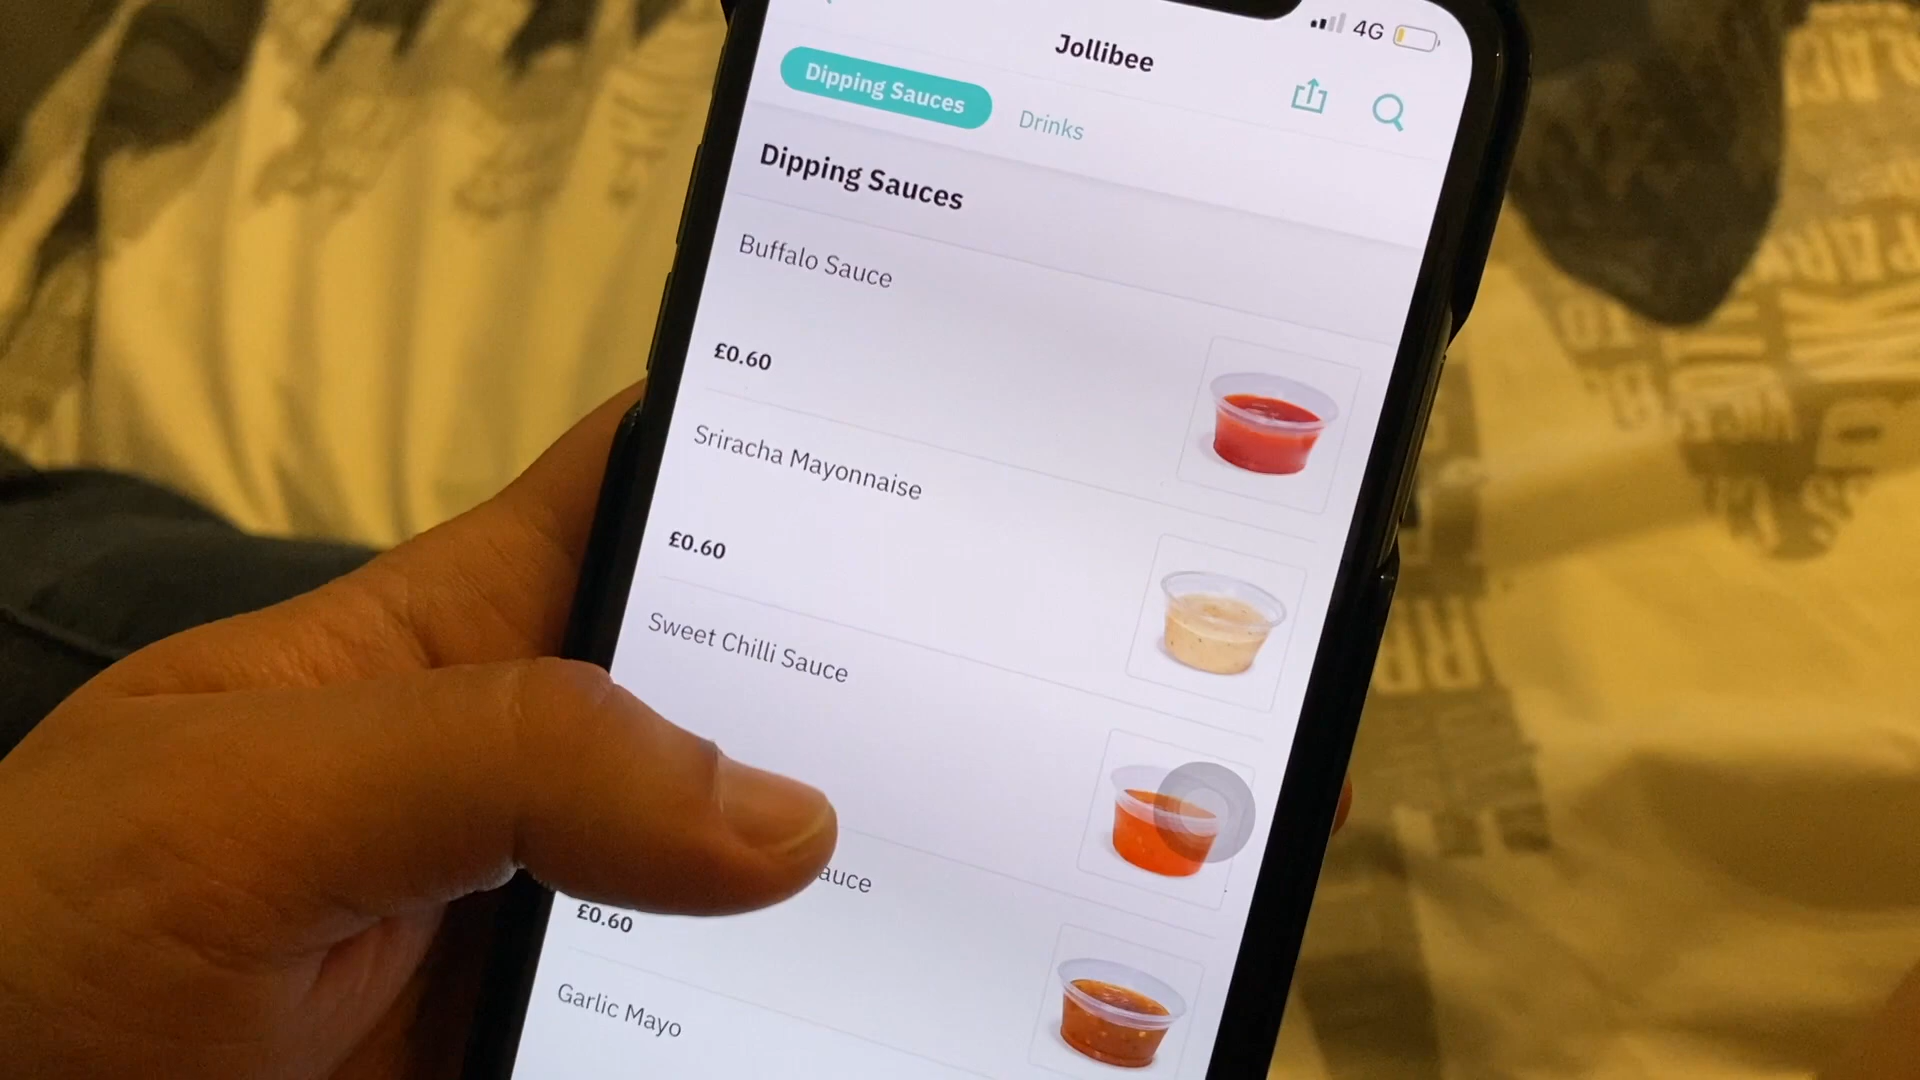 4G
Jollibee
Dipping Sauces
Drinks
Dipping Sauces
Buffalo Sauce
£0.60
Sriracha Mayonnaise
£0.60
Sweet Chilli Sauce
£0.60
Garlic Mayo